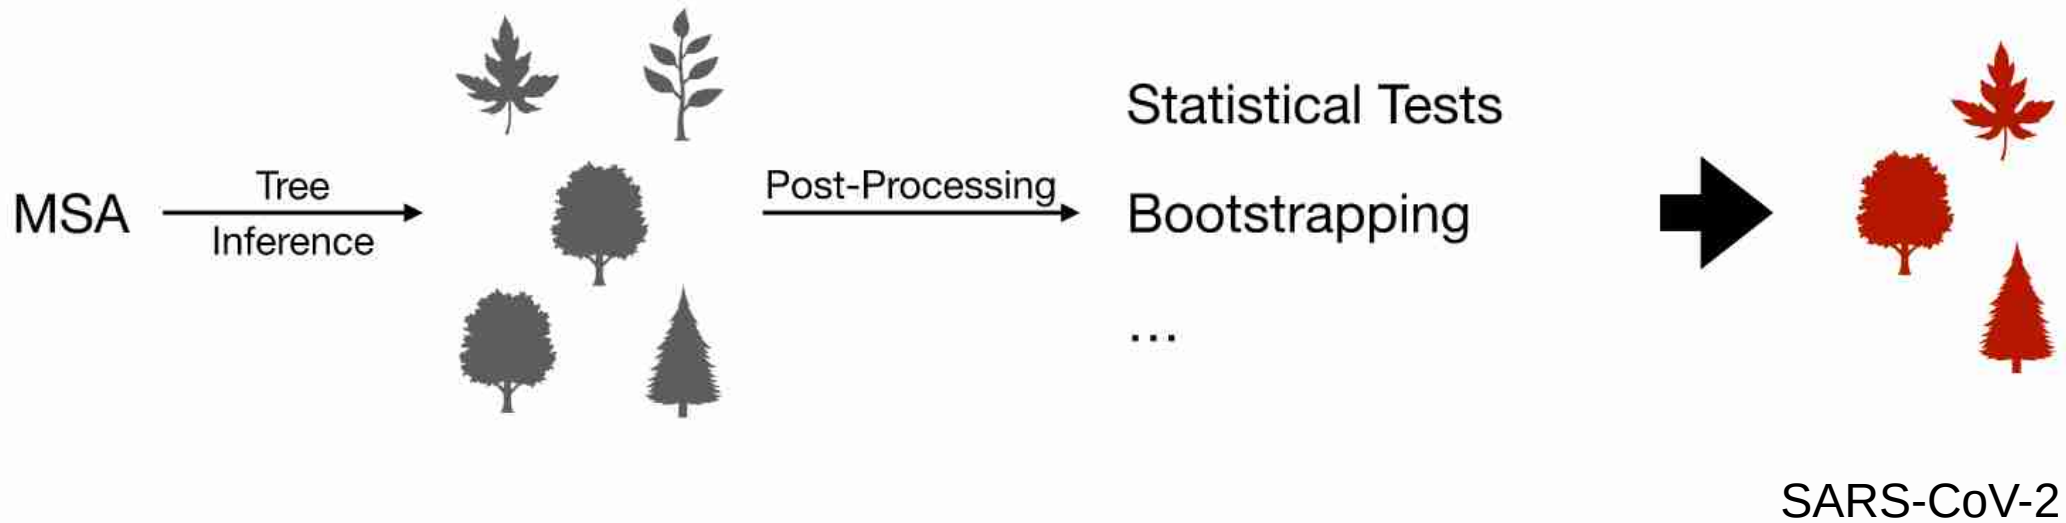 MSA
Tree
Inference
Post-Processing
Statistical Tests
Bootstrapping
...
SARS-CoV-2